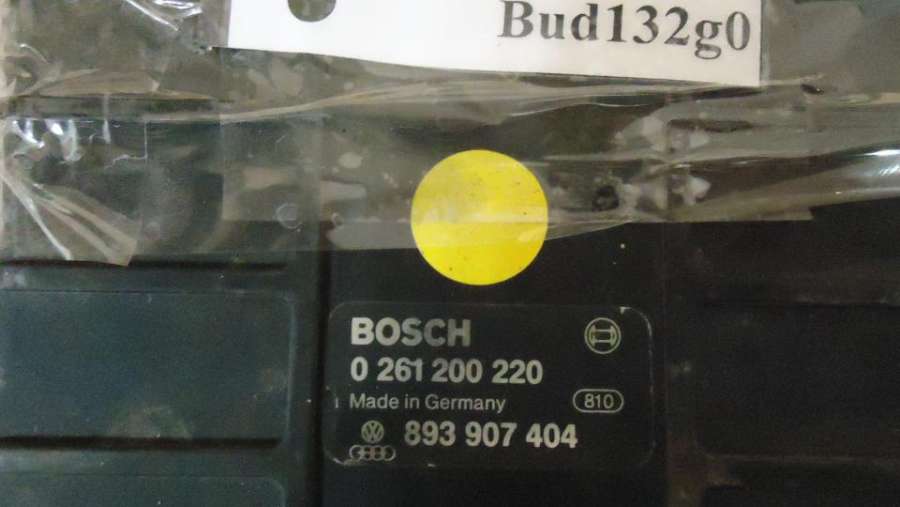 Bud132g0
BOSCH
0 261 200 220
Made in Germany 810
893 907 404